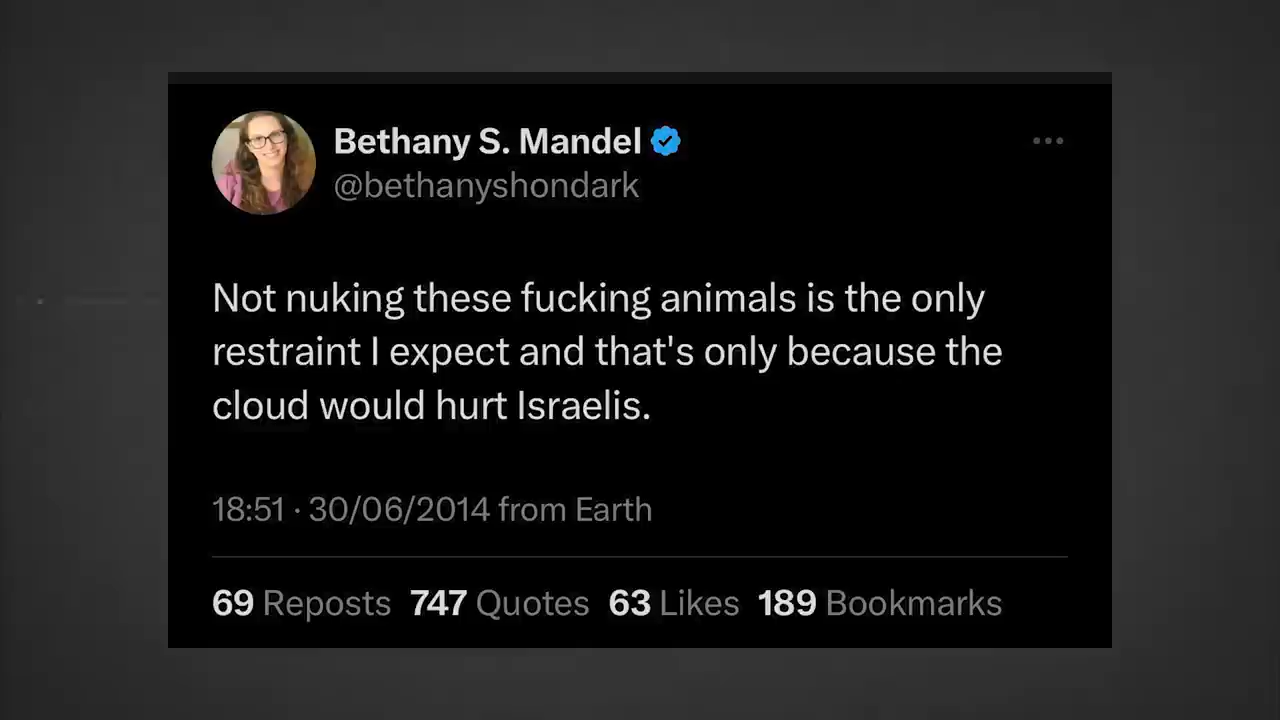 Bethany S. Mandel
@bethanyshondark
Not nuking these fucking animals is the only
restraint I expect and that's only because the
cloud would hurt Israelis.
18:51 · 30/06/2014 from Earth
69 Reposts 747 Quotes 63 Likes 189 Bookmarks